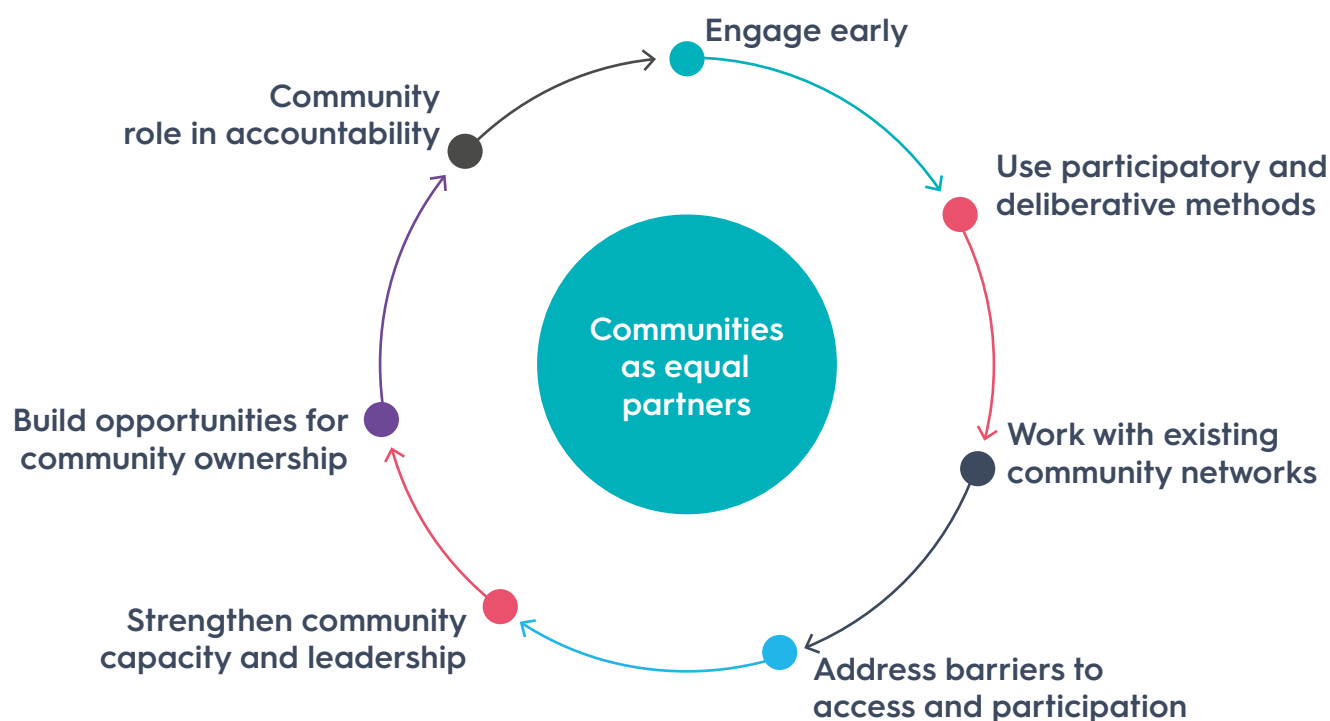 Engage early
Use participatory and
deliberative methods
Work with existing
community networks
Address barriers to
access and participation
Strengthen community
capacity and leadership
Build opportunities for
community ownership
Community
role in accountability
Communities
as equal
partners